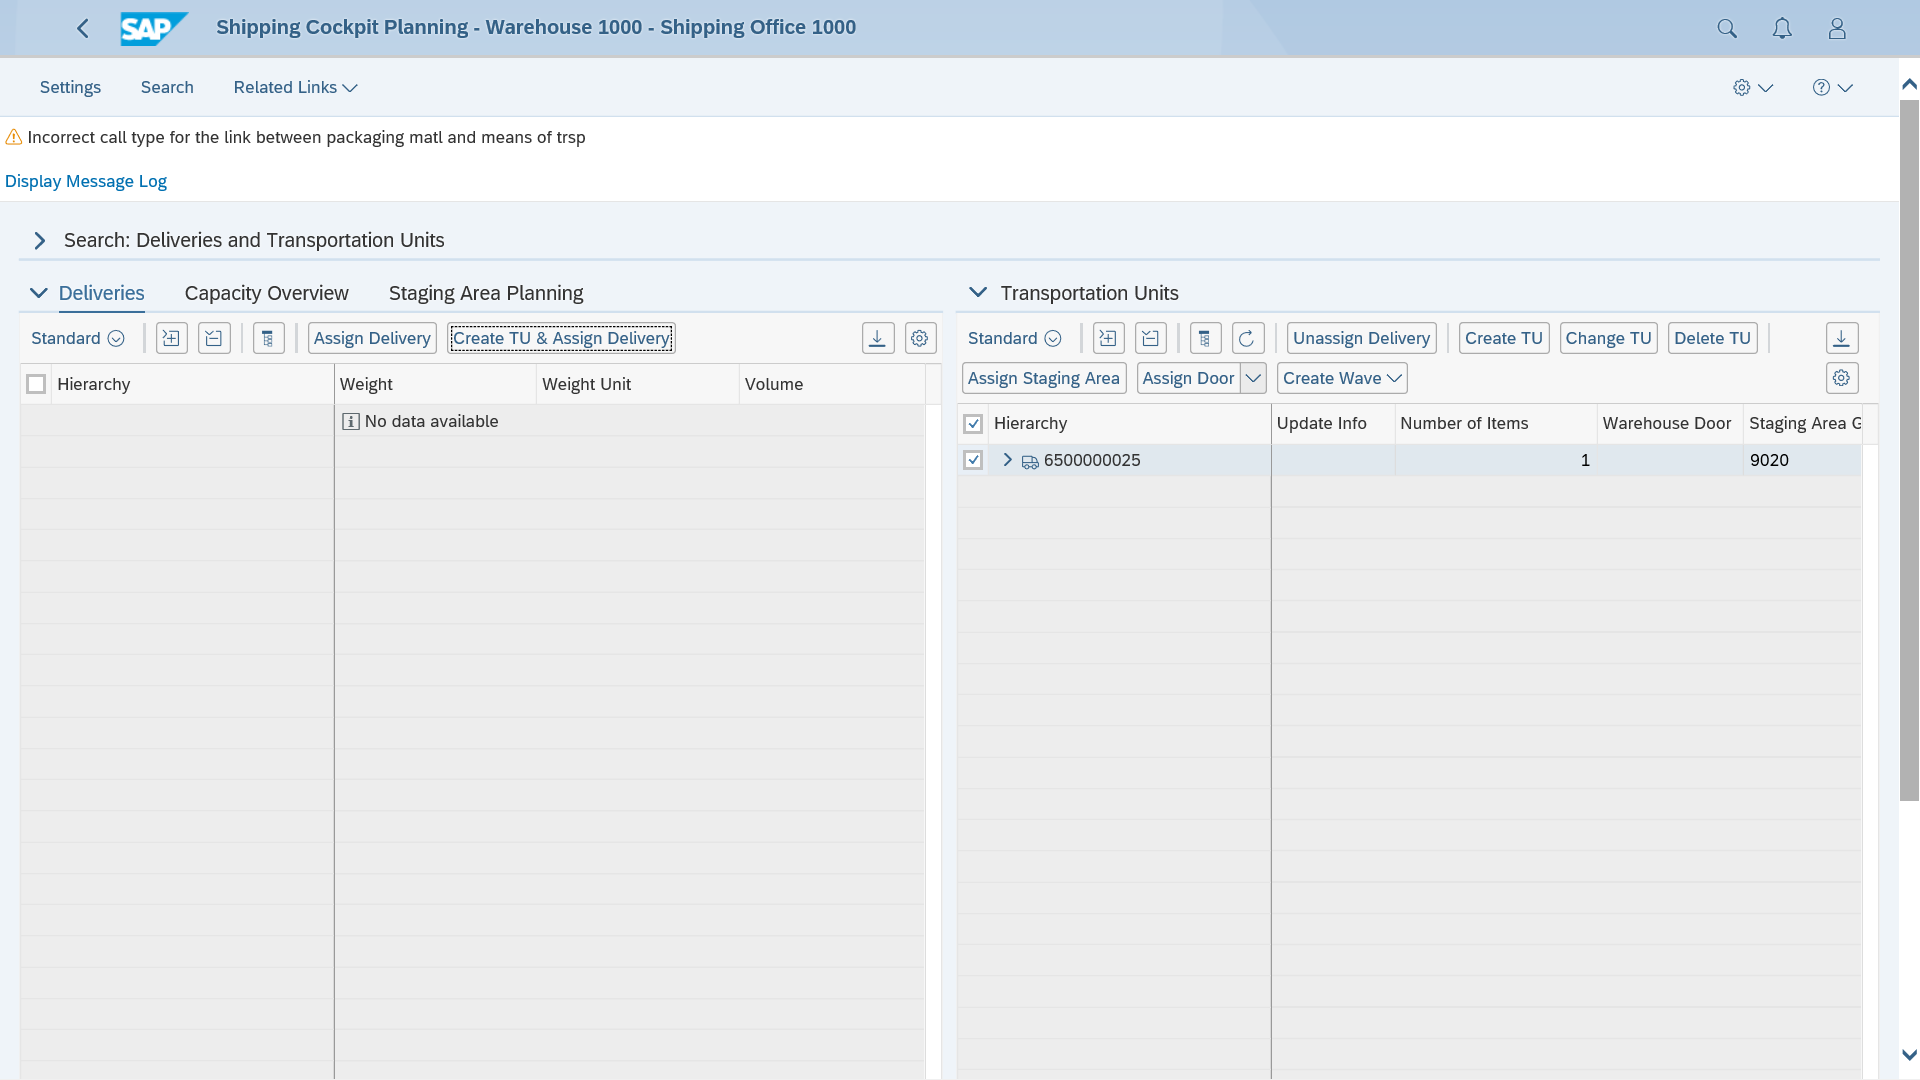 SAP Shipping Cockpit Planning - Warehouse 1000 - Shipping Office 1000
Settings Search Related Links
Incorrect call type for the link between packaging matl and means of trsp
Display Message Log
Search: Deliveries and Transportation Units
Deliveries Capacity Overview Staging Area Planning
Standard Assign Delivery Create TU & Assign Delivery
Hierarchy Weight Weight Unit Volume
No data available
Transportation Units
Standard Unassign Delivery Create TU Change TU Delete TU
Assign Staging Area Assign Door Create Wave
Hierarchy Update Info Number of Items Warehouse Door Staging Area G
6500000025 1 9020